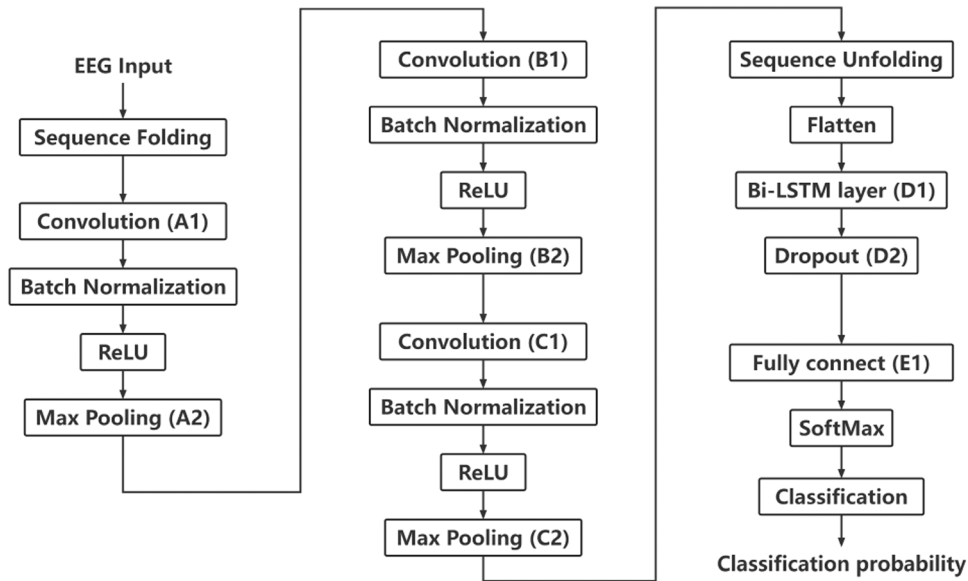 EEG Input
Sequence Folding
Convolution (A1)
Batch Normalization
ReLU
Max Pooling (A2)
Convolution (B1)
Batch Normalization
ReLU
Max Pooling (B2)
Convolution (C1)
Batch Normalization
ReLU
Max Pooling (C2)
Sequence Unfolding
Flatten
Bi-LSTM layer (D1)
Dropout (D2)
Fully connect (E1)
SoftMax
Classification
Classification probability